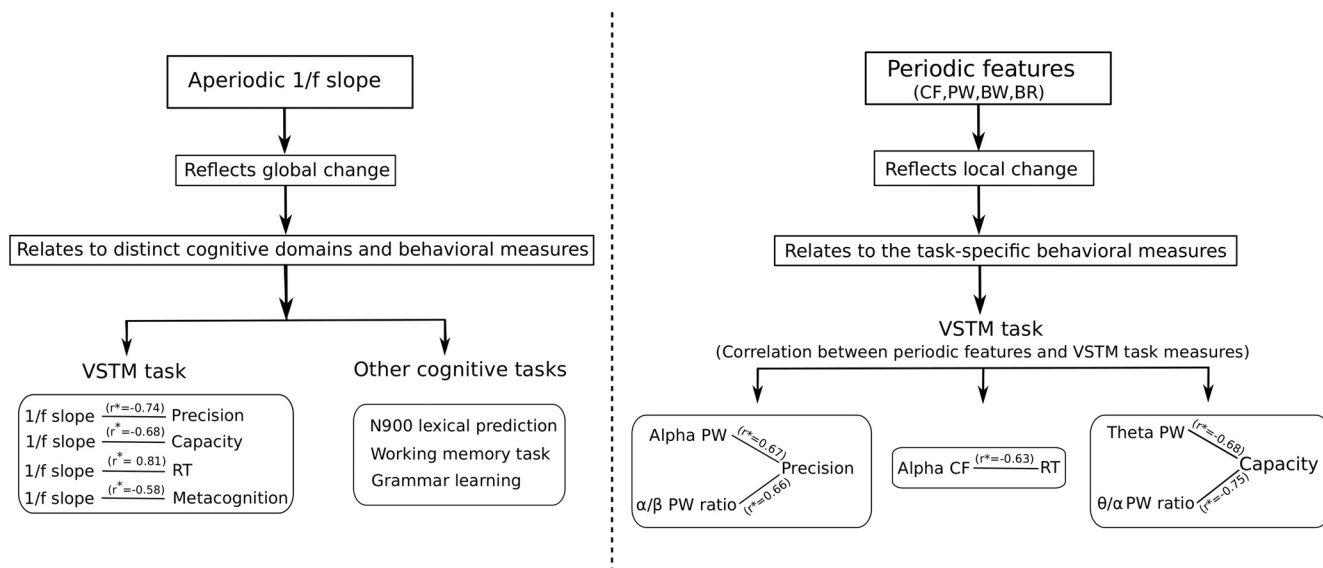 Aperiodic 1/f slope
Reflects global change
Relates to distinct cognitive domains and behavioral measures
VSTM task
1/f slope (r*=-0.74) Precision
1/f slope (r*=-0.68) Capacity
1/f slope (r*= 0.81) RT
1/f slope (r*=-0.58) Metacognition
Other cognitive tasks
N900 lexical prediction
Working memory task
Grammar learning
Periodic features
(CF,PW,BW,BR)
Reflects local change
Relates to the task-specific behavioral measures
VSTM task
(Correlation between periodic features and VSTM task measures)
Alpha PW (r*=0.67)
Precision
α/β PW ratio (r*=0.66)
Alpha CF (r*=-0.63) RT
Theta PW (r*=-0.68)
Capacity
θ/α PW ratio (r*=-0.75)